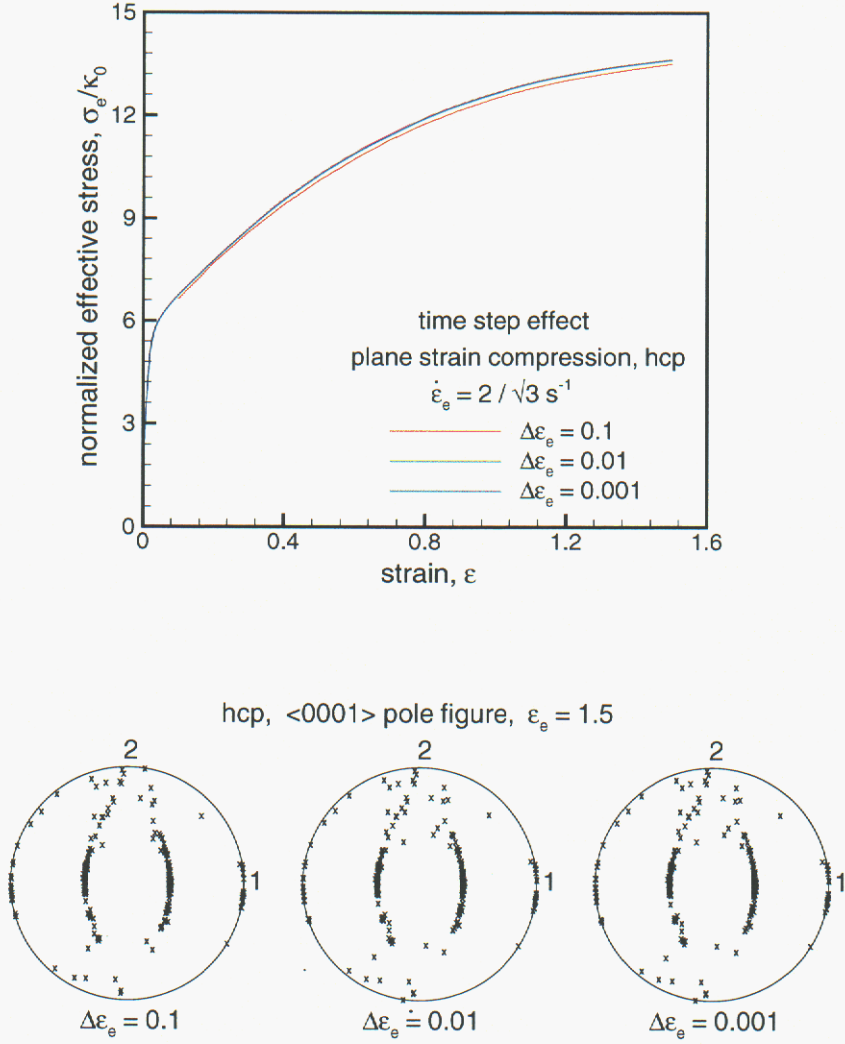 15
12
9
6
3
0
normalized effective stress, σₑ/κ₀
time step effect
plane strain compression, hcp
ε̇ₑ = 2 / √3 s⁻¹
Δεₑ = 0.1
Δεₑ = 0.01
Δεₑ = 0.001
0 0.4 0.8 1.2 1.6
strain, ε
hcp, <0001> pole figure, εₑ = 1.5
2 2 2
1 1 1
Δεₑ = 0.1 Δεₑ = 0.01 Δεₑ = 0.001